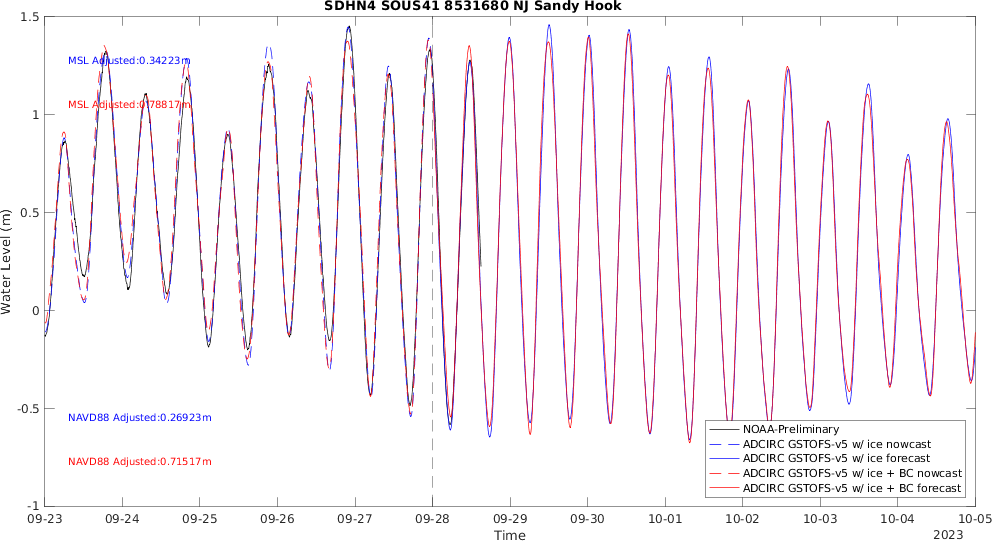 SDHN4 SOUS41 8531680 NJ Sandy Hook
1.5
1
0.5
0
-0.5
-1
Water Level (m)
MSL Adjusted:0.34223m
MSL Adjusted:0.78817m
NAVD88 Adjusted:0.26923m
NAVD88 Adjusted:0.71517m
NOAA-Preliminary
ADCIRC GSTOFS-v5 w/ ice nowcast
ADCIRC GSTOFS-v5 w/ ice forecast
ADCIRC GSTOFS-v5 w/ ice + BC nowcast
ADCIRC GSTOFS-v5 w/ ice + BC forecast
09-23 09-24 09-25 09-26 09-27 09-28 09-29 09-30 10-01 10-02 10-03 10-04 10-05
Time
2023